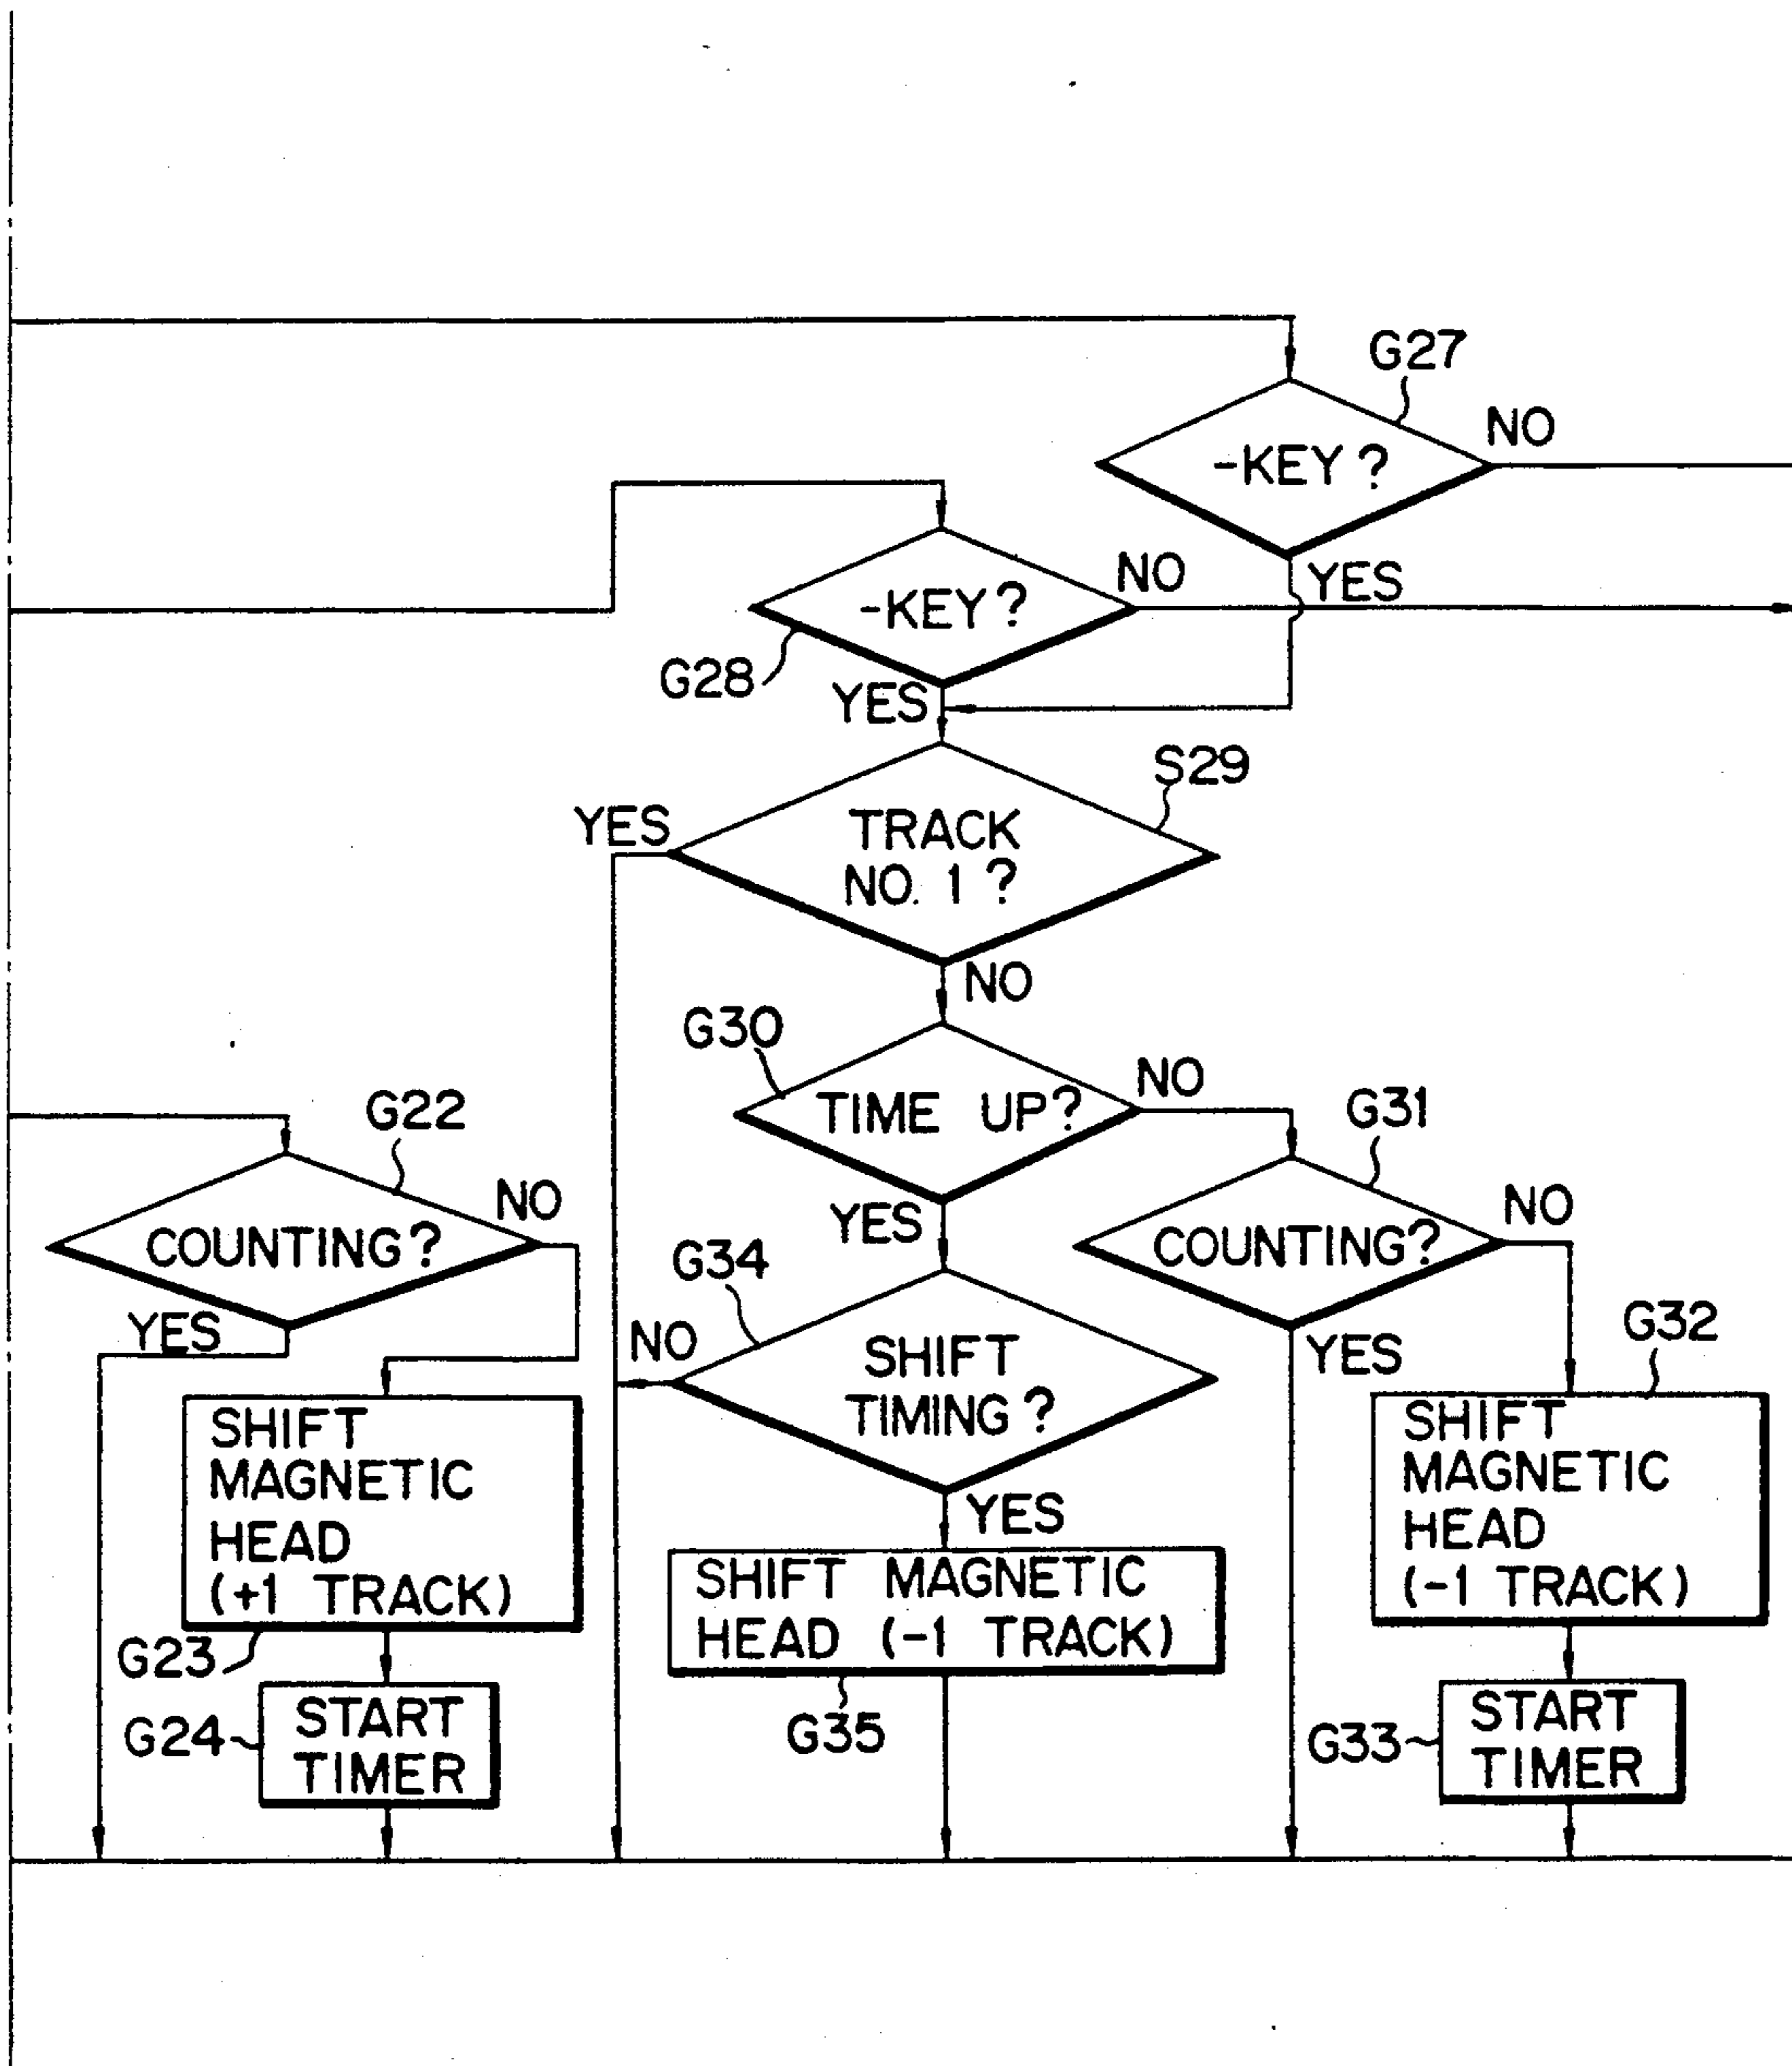 G27
-KEY?
NO
YES
-KEY?
NO
G28
YES
S29
TRACK
NO. 1?
YES
NO
G30
TIME UP?
NO
YES
G31
COUNTING?
NO
YES
G22
COUNTING?
NO
YES
G34
SHIFT
TIMING?
NO
YES
G32
SHIFT
MAGNETIC
HEAD
(-1 TRACK)
SHIFT
MAGNETIC
HEAD
(+1 TRACK)
G23
SHIFT MAGNETIC
HEAD (-1 TRACK)
G35
G24
START
TIMER
G33
START
TIMER